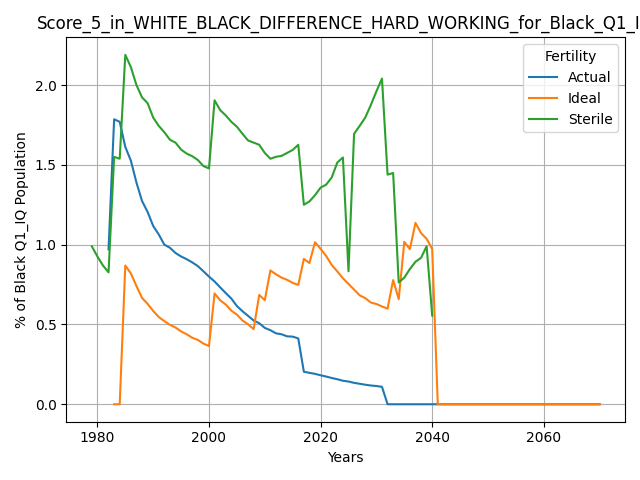 Score_5_in_WHITE_BLACK_DIFFERENCE_HARD_WORKING_for_Black_Q1_I
Fertility
Actual
Ideal
Sterile
% of Black Q1_IQ Population
2.0
1.5
1.0
0.5
0.0
1980
2000
2020
2040
2060
Years